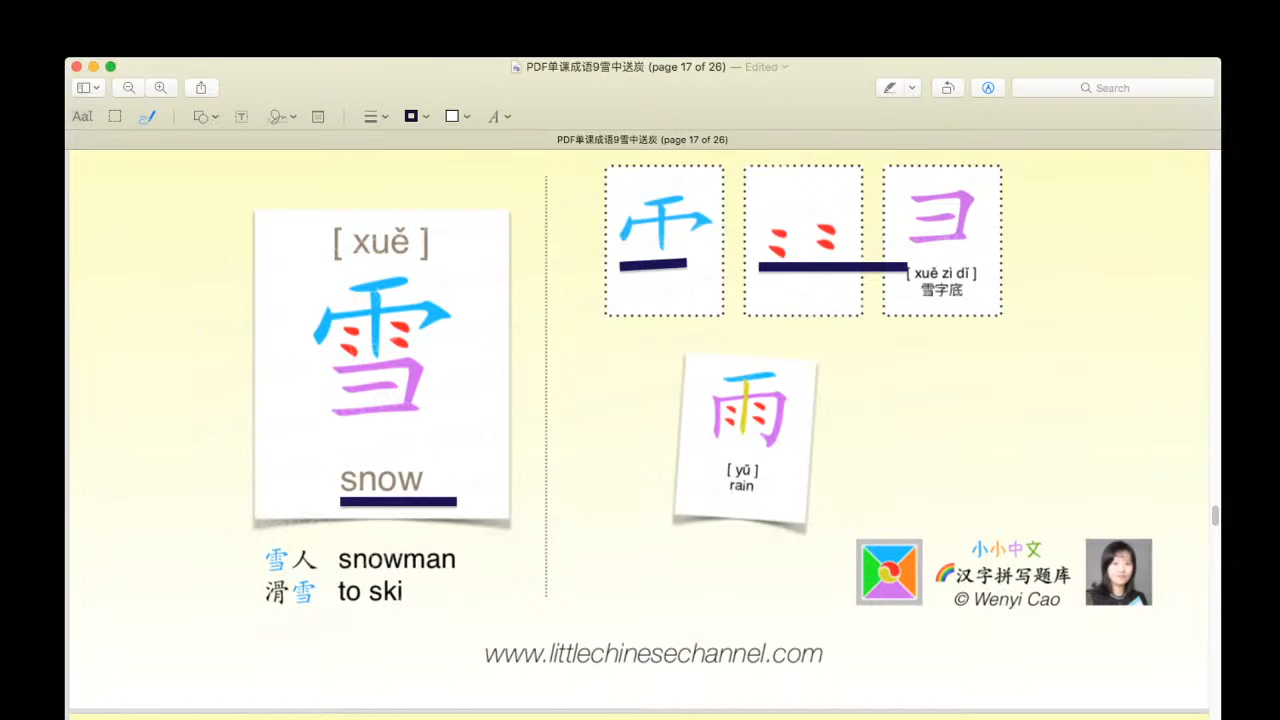 PDF单课成语9雪中送炭 (page 17 of 26) — Edited
Search
AaI
T
A
PDF单课成语9雪中送炭 (page 17 of 26)
[ xuě ]
雪
snow
雪人 snowman
滑雪 to ski
彐
[ xuě zì dǐ ]
雪字底
雨
[ yǔ ]
rain
小小中文
汉字拼写题库
© Wenyi Cao
www.littlechinesechannel.com